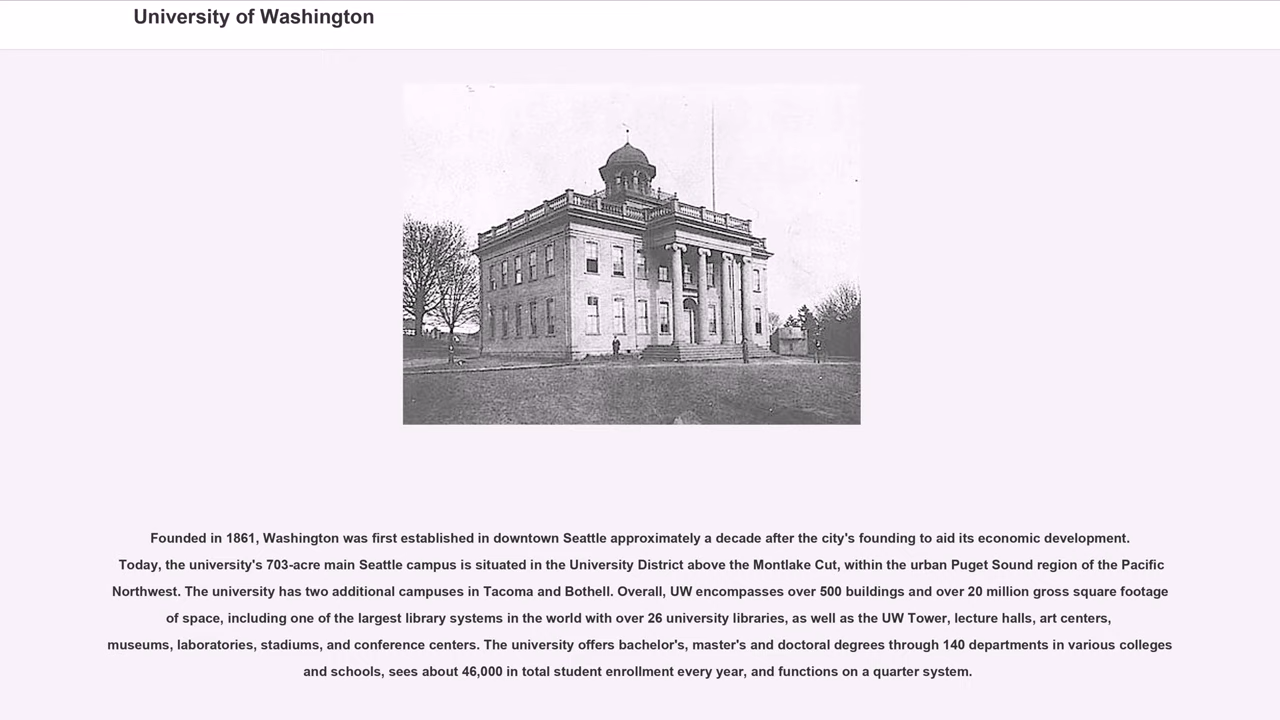 University of Washington
Founded in 1861, Washington was first established in downtown Seattle approximately a decade after the city's founding to aid its economic development.
Today, the university's 703-acre main Seattle campus is situated in the University District above the Montlake Cut, within the urban Puget Sound region of the Pacific
Northwest. The university has two additional campuses in Tacoma and Bothell. Overall, UW encompasses over 500 buildings and over 20 million gross square footage
of space, including one of the largest library systems in the world with over 26 university libraries, as well as the UW Tower, lecture halls, art centers,
museums, laboratories, stadiums, and conference centers. The university offers bachelor's, master's and doctoral degrees through 140 departments in various colleges
and schools, sees about 46,000 in total student enrollment every year, and functions on a quarter system.